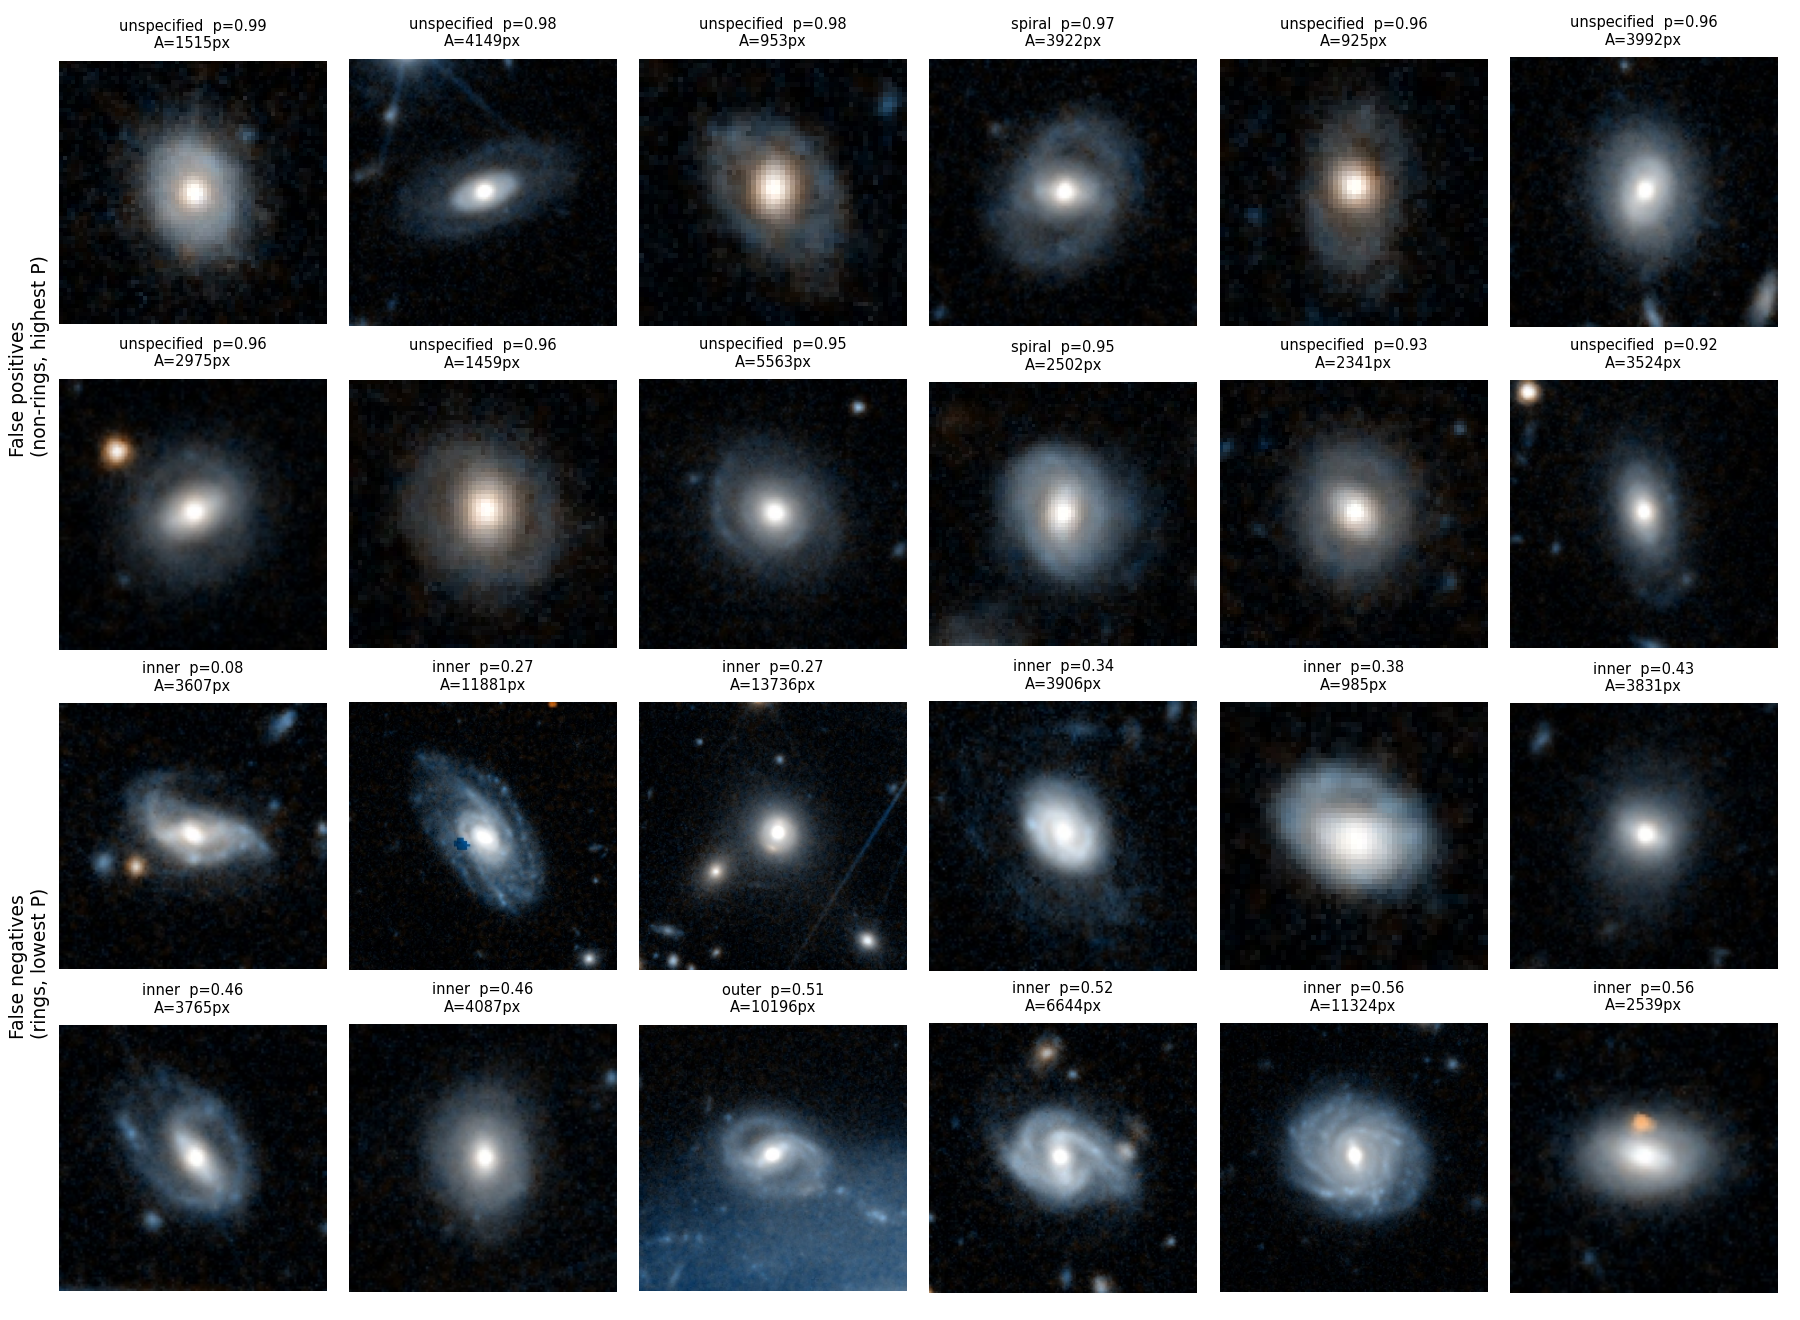 unspecified p=0.99
A=1515px
unspecified p=0.98
A=4149px
unspecified p=0.98
A=953px
spiral p=0.97
A=3922px
unspecified p=0.96
A=925px
unspecified p=0.96
A=3992px
False positives
(non-rings, highest P)
unspecified p=0.96
A=2975px
unspecified p=0.96
A=1459px
unspecified p=0.95
A=5563px
spiral p=0.95
A=2502px
unspecified p=0.93
A=2341px
unspecified p=0.92
A=3524px
inner p=0.08
A=3607px
inner p=0.27
A=11881px
inner p=0.27
A=13736px
inner p=0.34
A=3906px
inner p=0.38
A=985px
inner p=0.43
A=3831px
False negatives
(rings, lowest P)
inner p=0.46
A=3765px
inner p=0.46
A=4087px
outer p=0.51
A=10196px
inner p=0.52
A=6644px
inner p=0.56
A=11324px
inner p=0.56
A=2539px